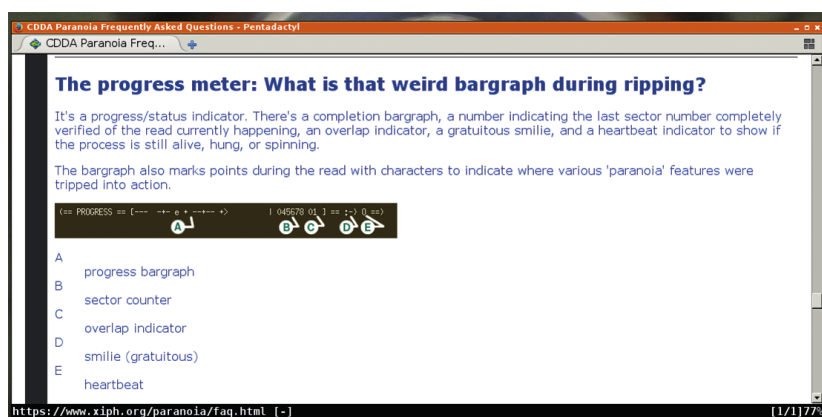 CDDA Paranoia Frequently Asked Questions - Pentadactyl
CDDA Paranoia Freq...
The progress meter: What is that weird bargraph during ripping?
It's a progress/status indicator. There's a completion bargraph, a number indicating the last sector number completely
verified of the read currently happening, an overlap indicator, a gratuitous smilie, and a heartbeat indicator to show if
the process is still alive, hung, or spinning.
The bargraph also marks points during the read with characters to indicate where various 'paranoia' features were
tripped into action.
(== PROGRESS == [--- -+- e + --+-- +> | 045678 01 ] == :-) 0 ==)
A B C D E
A
progress bargraph
B
sector counter
C
overlap indicator
D
smilie (gratuitous)
E
heartbeat
https://www.xiph.org/paranoia/faq.html [-] [1/1]77%